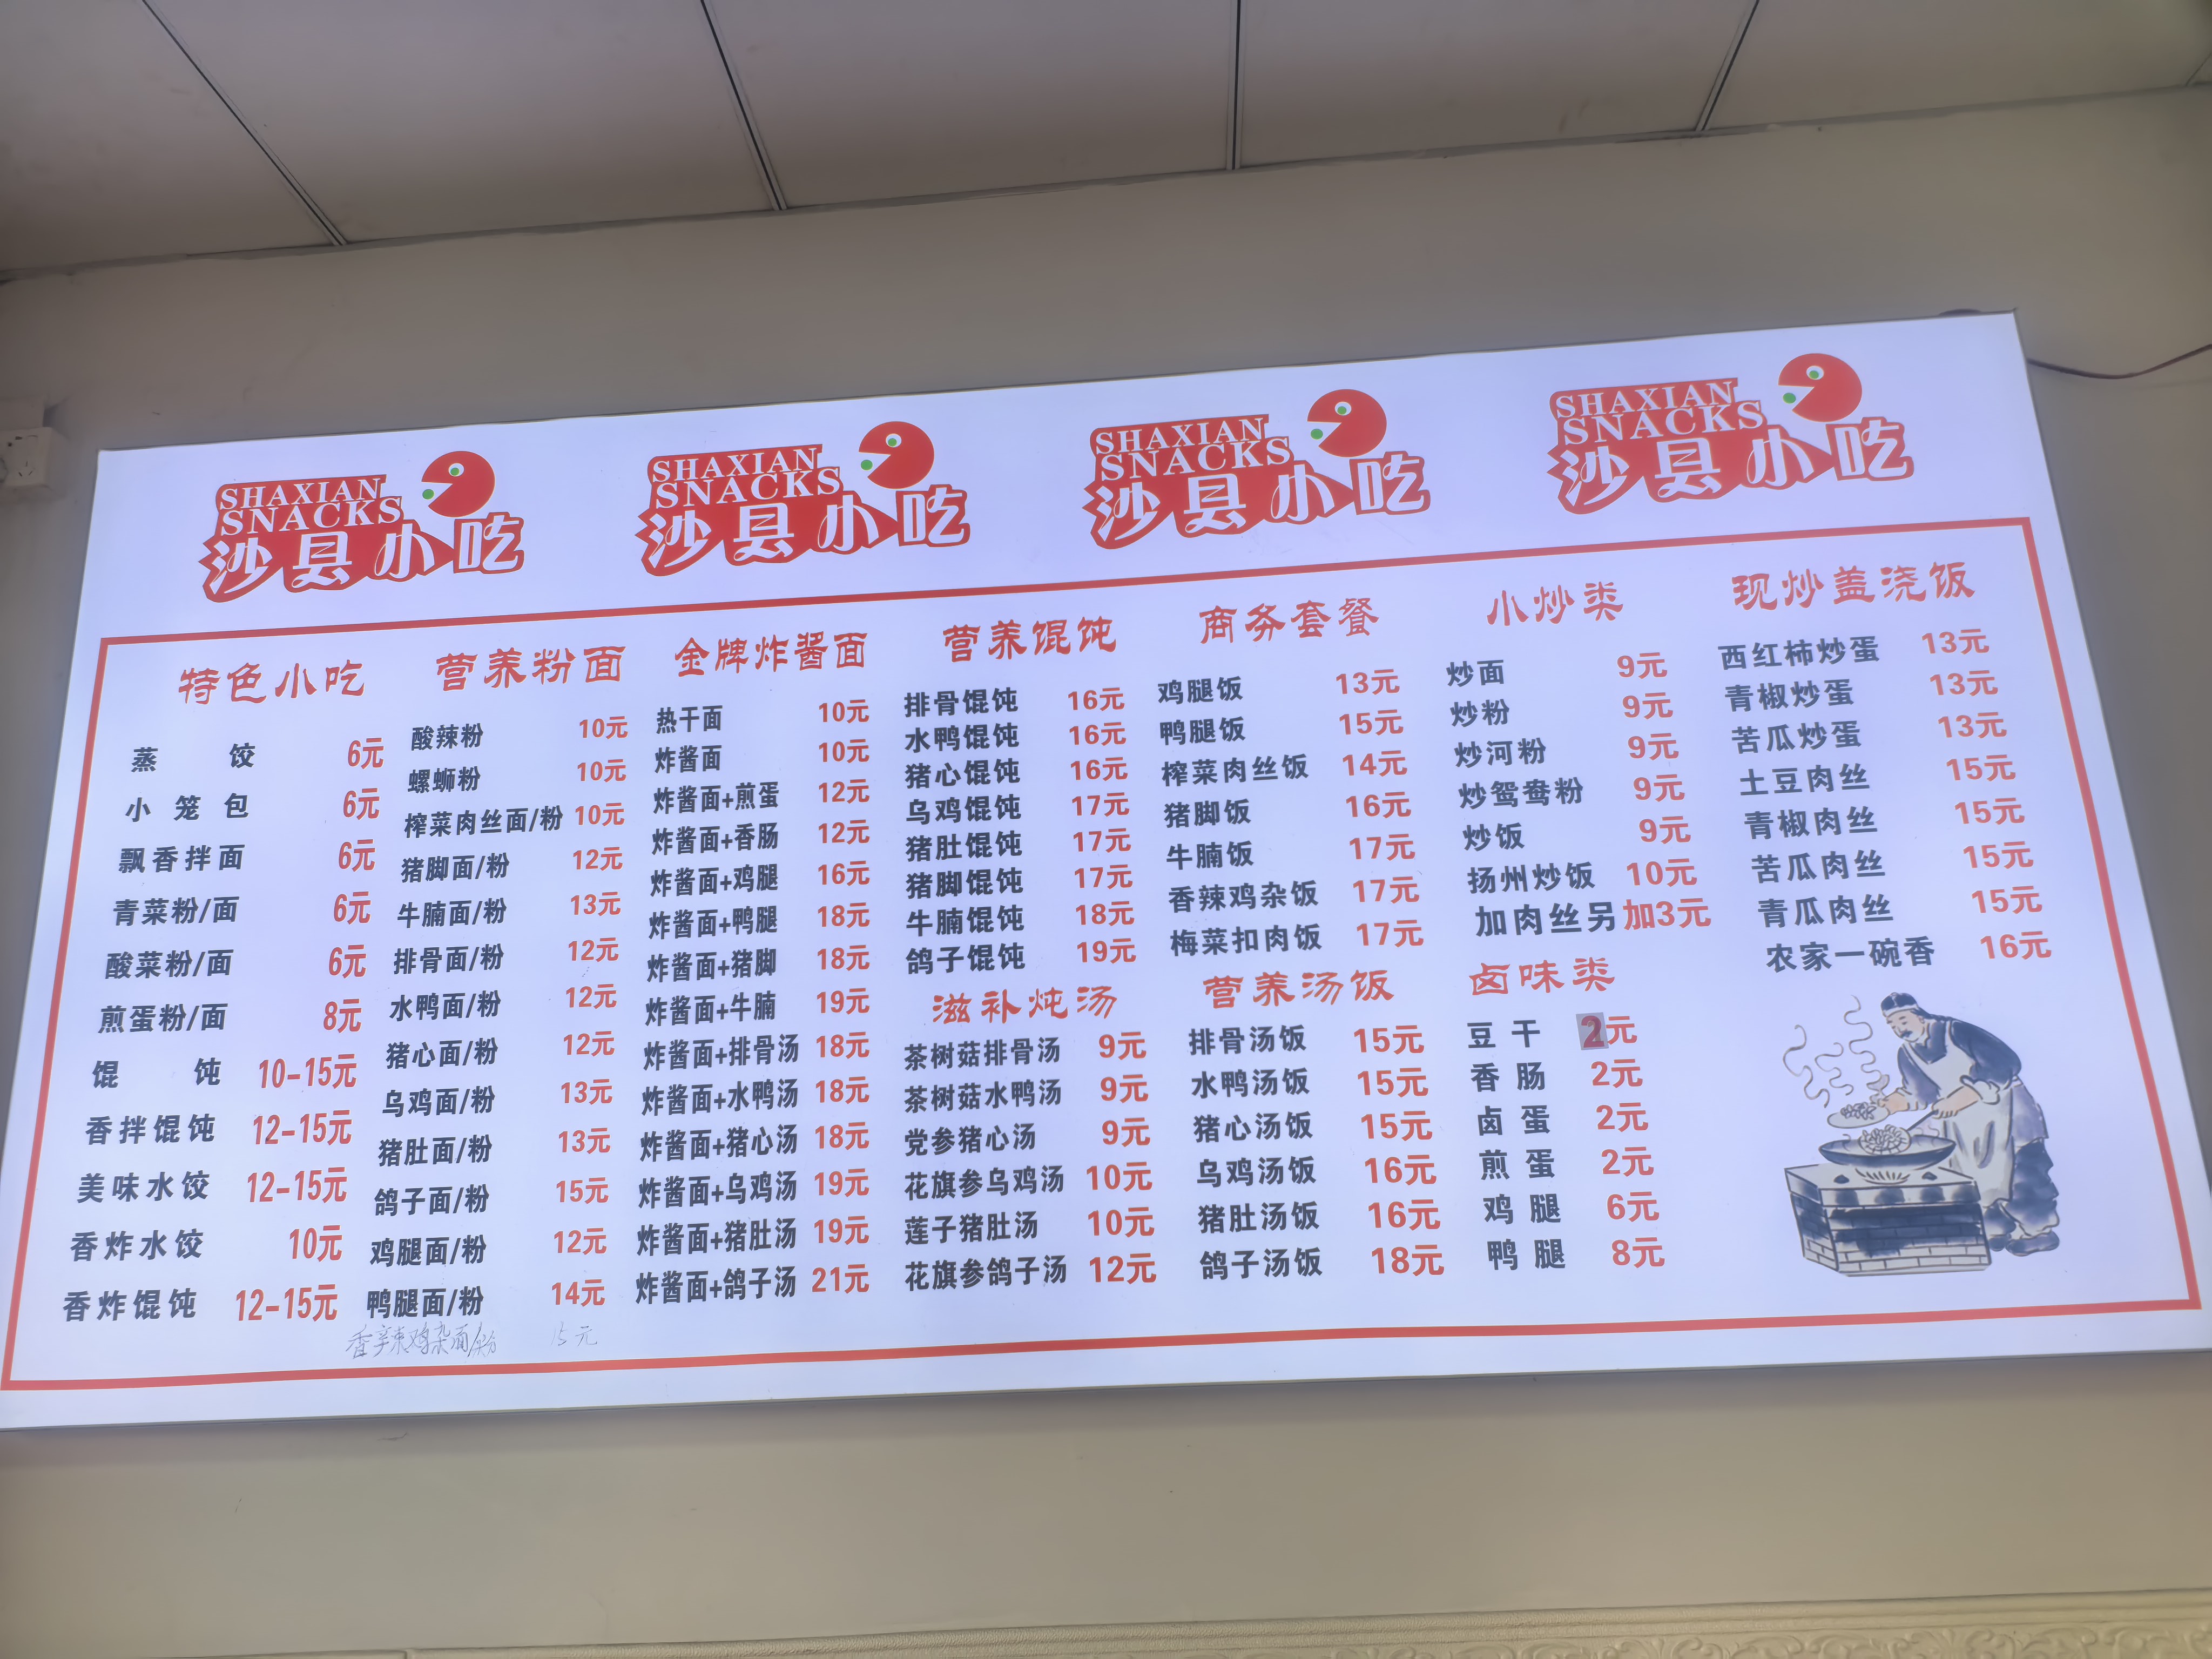 SHAXIAN
SNACKS
沙县小吃
SHAXIAN
SNACKS
沙县小吃
SHAXIAN
SNACKS
沙县小吃
SHAXIAN
SNACKS
沙县小吃
特色小吃
蒸饺 6元
小笼包 6元
飘香拌面 6元
青菜粉/面 6元
酸菜粉/面 6元
煎蛋粉/面 8元
馄饨 10-15元
香拌馄饨 12-15元
美味水饺 12-15元
香炸水饺 10元
香炸馄饨 12-15元
营养粉面
酸辣粉 10元
螺蛳粉 10元
榨菜肉丝面/粉 10元
猪脚面/粉 12元
牛腩面/粉 13元
排骨面/粉 12元
水鸭面/粉 12元
猪心面/粉 12元
乌鸡面/粉 13元
猪肚面/粉 13元
鸽子面/粉 15元
鸡腿面/粉 12元
鸭腿面/粉 14元
香辣鸡杂面/粉 15元
金牌炸酱面
热干面 10元
炸酱面 10元
炸酱面+煎蛋 12元
炸酱面+香肠 12元
炸酱面+鸡腿 16元
炸酱面+鸭腿 18元
炸酱面+猪脚 18元
炸酱面+牛腩 19元
炸酱面+排骨汤 18元
炸酱面+水鸭汤 18元
炸酱面+猪心汤 18元
炸酱面+乌鸡汤 19元
炸酱面+猪肚汤 19元
炸酱面+鸽子汤 21元
营养馄饨
排骨馄饨 16元
水鸭馄饨 16元
猪心馄饨 16元
乌鸡馄饨 17元
猪肚馄饨 17元
猪脚馄饨 17元
牛腩馄饨 18元
鸽子馄饨 19元
滋补炖汤
茶树菇排骨汤 9元
茶树菇水鸭汤 9元
党参猪心汤 9元
花旗参乌鸡汤 10元
莲子猪肚汤 10元
花旗参鸽子汤 12元
商务套餐
鸡腿饭 13元
鸭腿饭 15元
榨菜肉丝饭 14元
猪脚饭 16元
牛腩饭 17元
香辣鸡杂饭 17元
梅菜扣肉饭 17元
营养汤饭
排骨汤饭 15元
水鸭汤饭 15元
猪心汤饭 15元
乌鸡汤饭 16元
猪肚汤饭 16元
鸽子汤饭 18元
小炒类
炒面 9元
炒粉 9元
炒河粉 9元
炒鸳鸯粉 9元
炒饭 9元
扬州炒饭 10元
加肉丝另加3元
卤味类
豆干 2元
香肠 2元
卤蛋 2元
煎蛋 2元
鸡腿 6元
鸭腿 8元
现炒盖浇饭
西红柿炒蛋 13元
青椒炒蛋 13元
苦瓜炒蛋 13元
土豆肉丝 15元
青椒肉丝 15元
苦瓜肉丝 15元
青瓜肉丝 15元
农家一碗香 16元